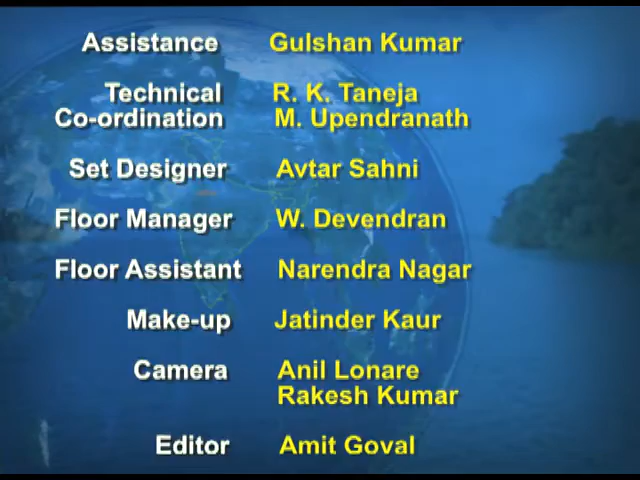 Assistance Gulshan Kumar
Technical R. K. Taneja
Co-ordination M. Upendranath
Set Designer Avtar Sahni
Floor Manager W. Devendran
Floor Assistant Narendra Nagar
Make-up Jatinder Kaur
Camera Anil Lonare
Rakesh Kumar
Editor Amit Goval